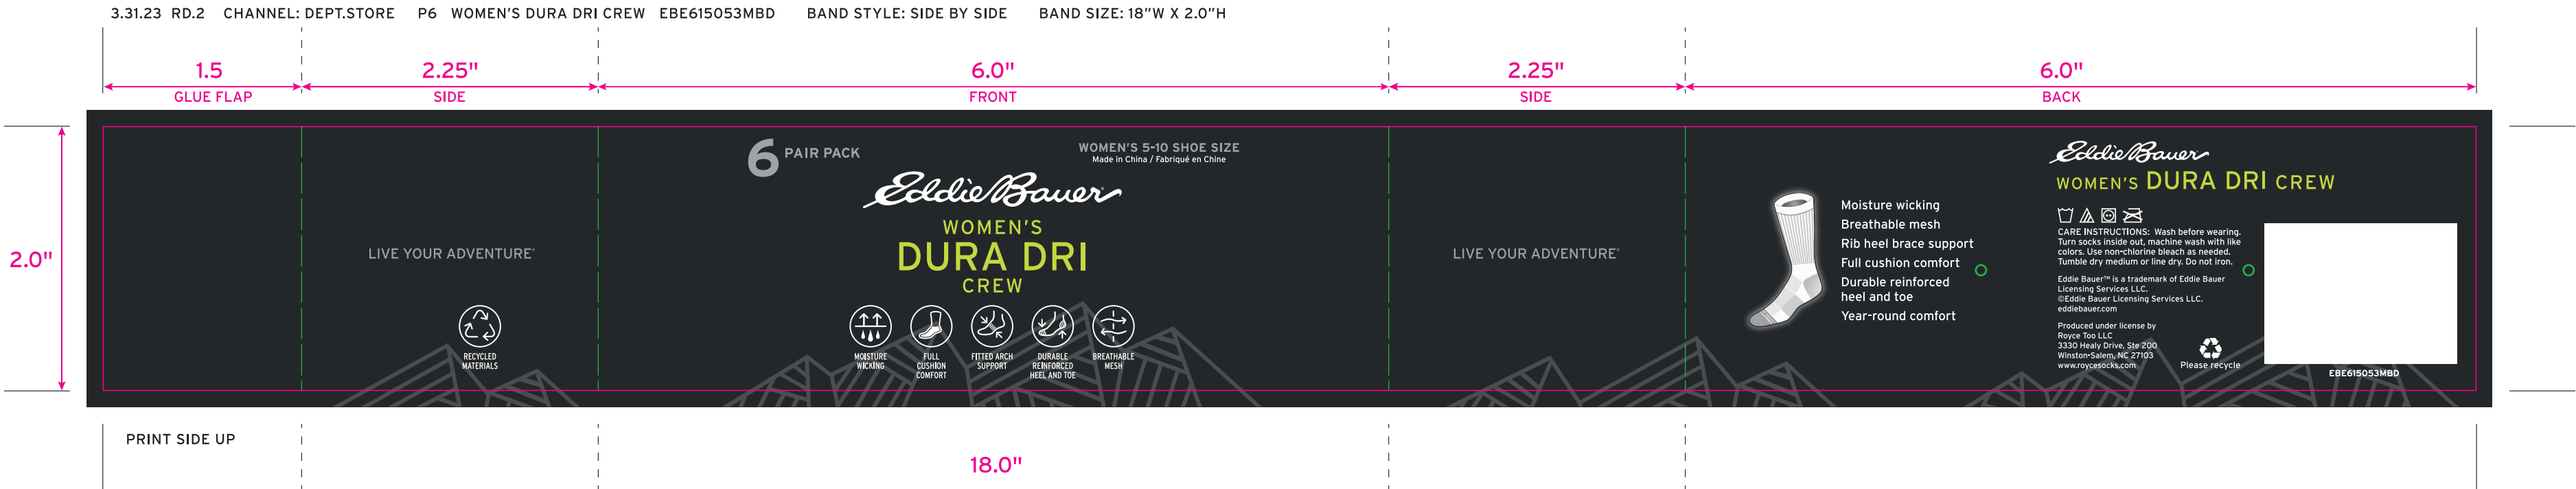 3.31.23 RD.2 CHANNEL: DEPT.STORE P6 WOMEN'S DURA DRI CREW EBE615053MBD BAND STYLE: SIDE BY SIDE BAND SIZE: 18"W X 2.0"H
1.5
GLUE FLAP
2.25"
SIDE
6.0"
FRONT
2.25"
SIDE
6.0"
BACK
2.0"
LIVE YOUR ADVENTURE®
RECYCLED
MATERIALS
6 PAIR PACK
WOMEN'S 5-10 SHOE SIZE
Made in China / Fabriqué en Chine
Eddie Bauer®
WOMEN'S
DURA DRI
CREW
MOISTURE
WICKING
FULL
CUSHION
COMFORT
FITTED ARCH
SUPPORT
DURABLE
REINFORCED
HEEL AND TOE
BREATHABLE
MESH
LIVE YOUR ADVENTURE®
Moisture wicking
Breathable mesh
Rib heel brace support
Full cushion comfort
Durable reinforced
heel and toe
Year-round comfort
Eddie Bauer
WOMEN'S DURA DRI CREW
CARE INSTRUCTIONS: Wash before wearing.
Turn socks inside out, machine wash with like
colors. Use non-chlorine bleach as needed.
Tumble dry medium or line dry. Do not iron.
Eddie Bauer™ is a trademark of Eddie Bauer
Licensing Services LLC.
©Eddie Bauer Licensing Services LLC.
eddiebauer.com
Produced under license by
Royce Too LLC
3330 Healy Drive, Ste 200
Winston-Salem, NC 27103
www.roycesocks.com
Please recycle
EBE615053MBD
PRINT SIDE UP
18.0"